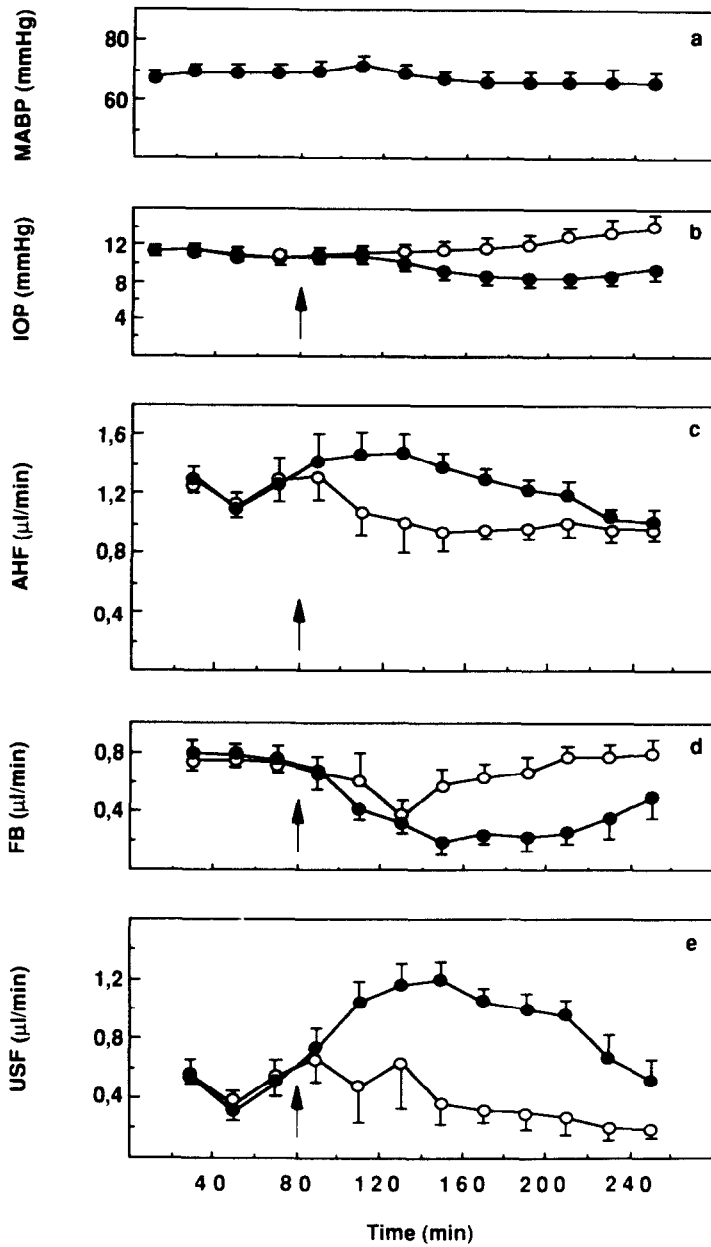 MABP (mmHg)
80
60
a
IOP (mmHg)
12
8
4
b
AHF (μl/min)
1,6
1,2
0,8
0,4
c
FB (μl/min)
0,8
0,4
d
USF (μl/min)
1,2
0,8
0,4
e
40 80 120 160 200 240
Time (min)